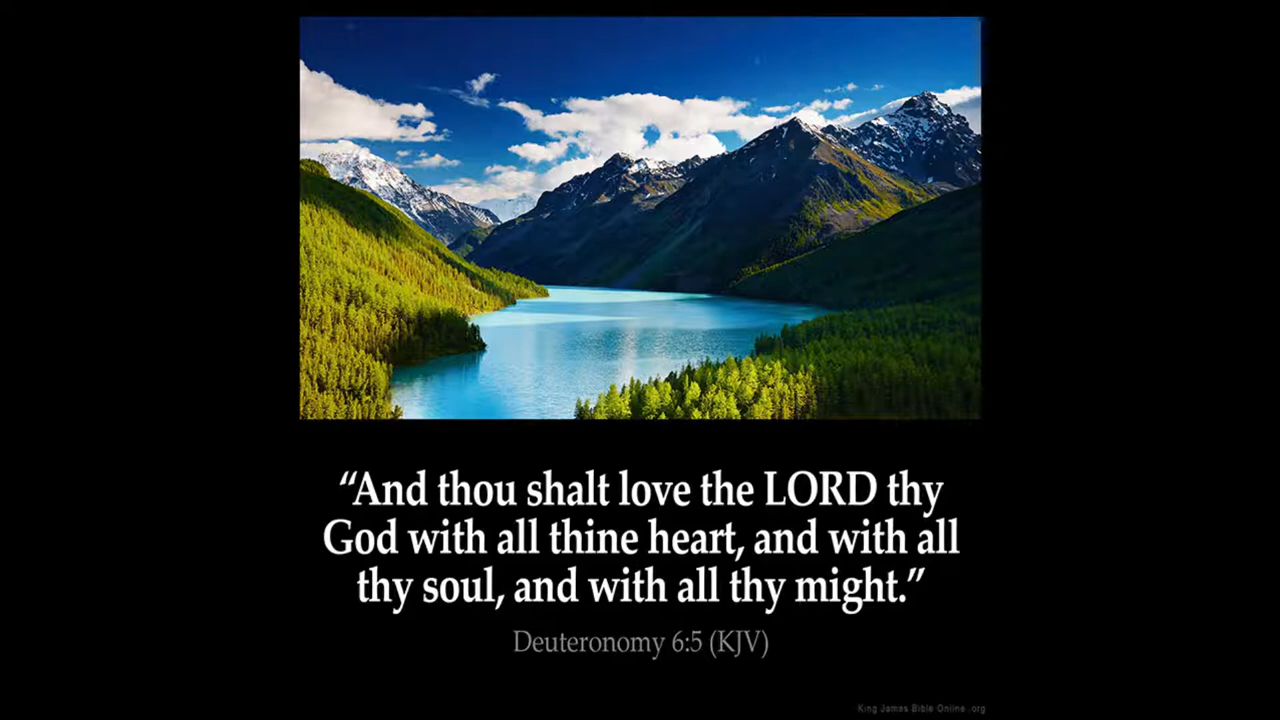 “And thou shalt love the LORD thy
God with all thine heart, and with all
thy soul, and with all thy might.”
Deuteronomy 6:5 (KJV)
King James Bible Online .org